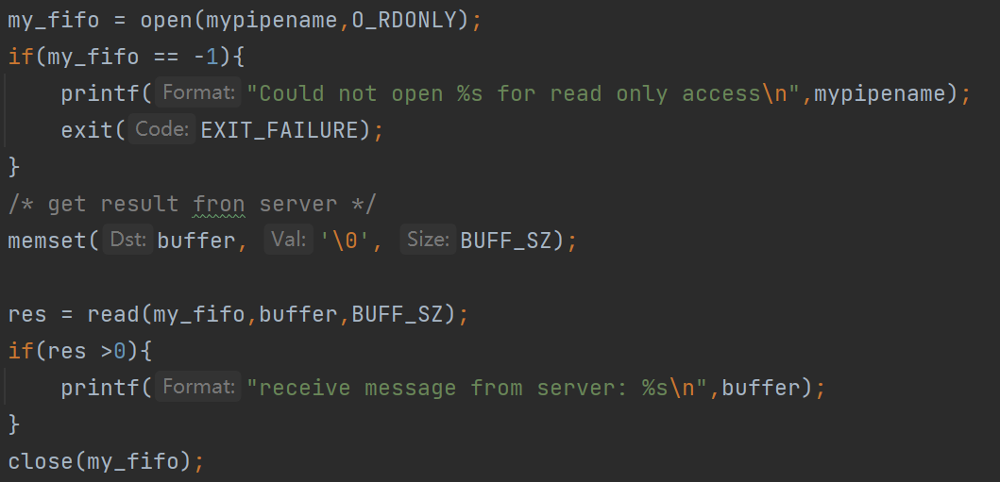 my_fifo = open(mypipename,O_RDONLY);
if(my_fifo == -1){
    printf( Format: "Could not open %s for read only access\n",mypipename);
    exit( Code: EXIT_FAILURE);
}
/* get result fron server */
memset( Dst: buffer, Val: '\0', Size: BUFF_SZ);

res = read(my_fifo,buffer,BUFF_SZ);
if(res >0){
    printf( Format: "receive message from server: %s\n",buffer);
}
close(my_fifo);